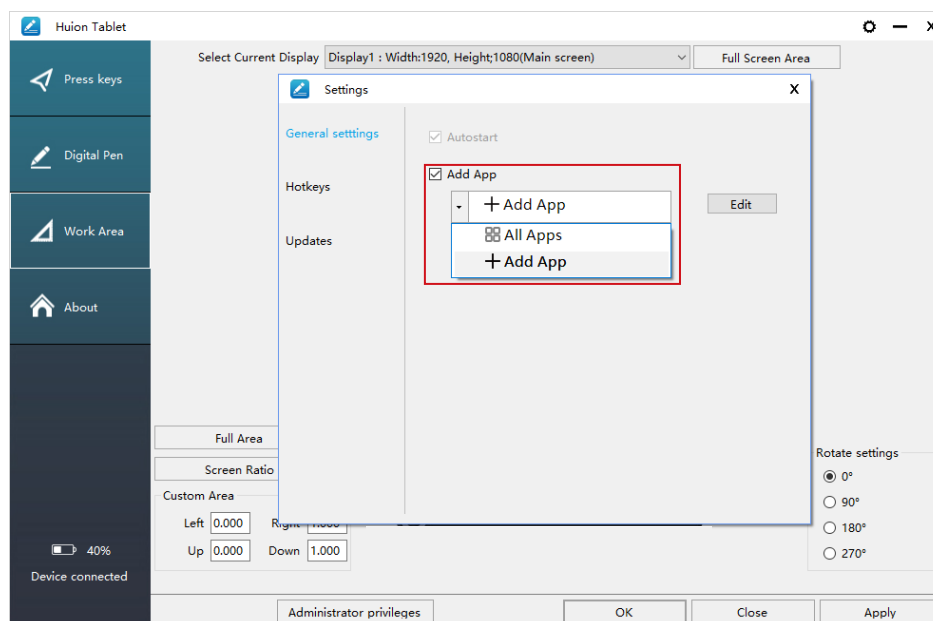 Huion Tablet
Press keys
Digital Pen
Work Area
About
40%
Device connected
Select Current Display Display1 : Width:1920, Height;1080(Main screen) Full Screen Area
Settings X
General setttings
Hotkeys
Updates
Autostart
Add App
Add App Edit
All Apps
Add App
Full Area
Screen Ratio
Custom Area
Left 0.000 Right 1.000
Up 0.000 Down 1.000
Rotate settings
0°
90°
180°
270°
Administrator privileges OK Close Apply